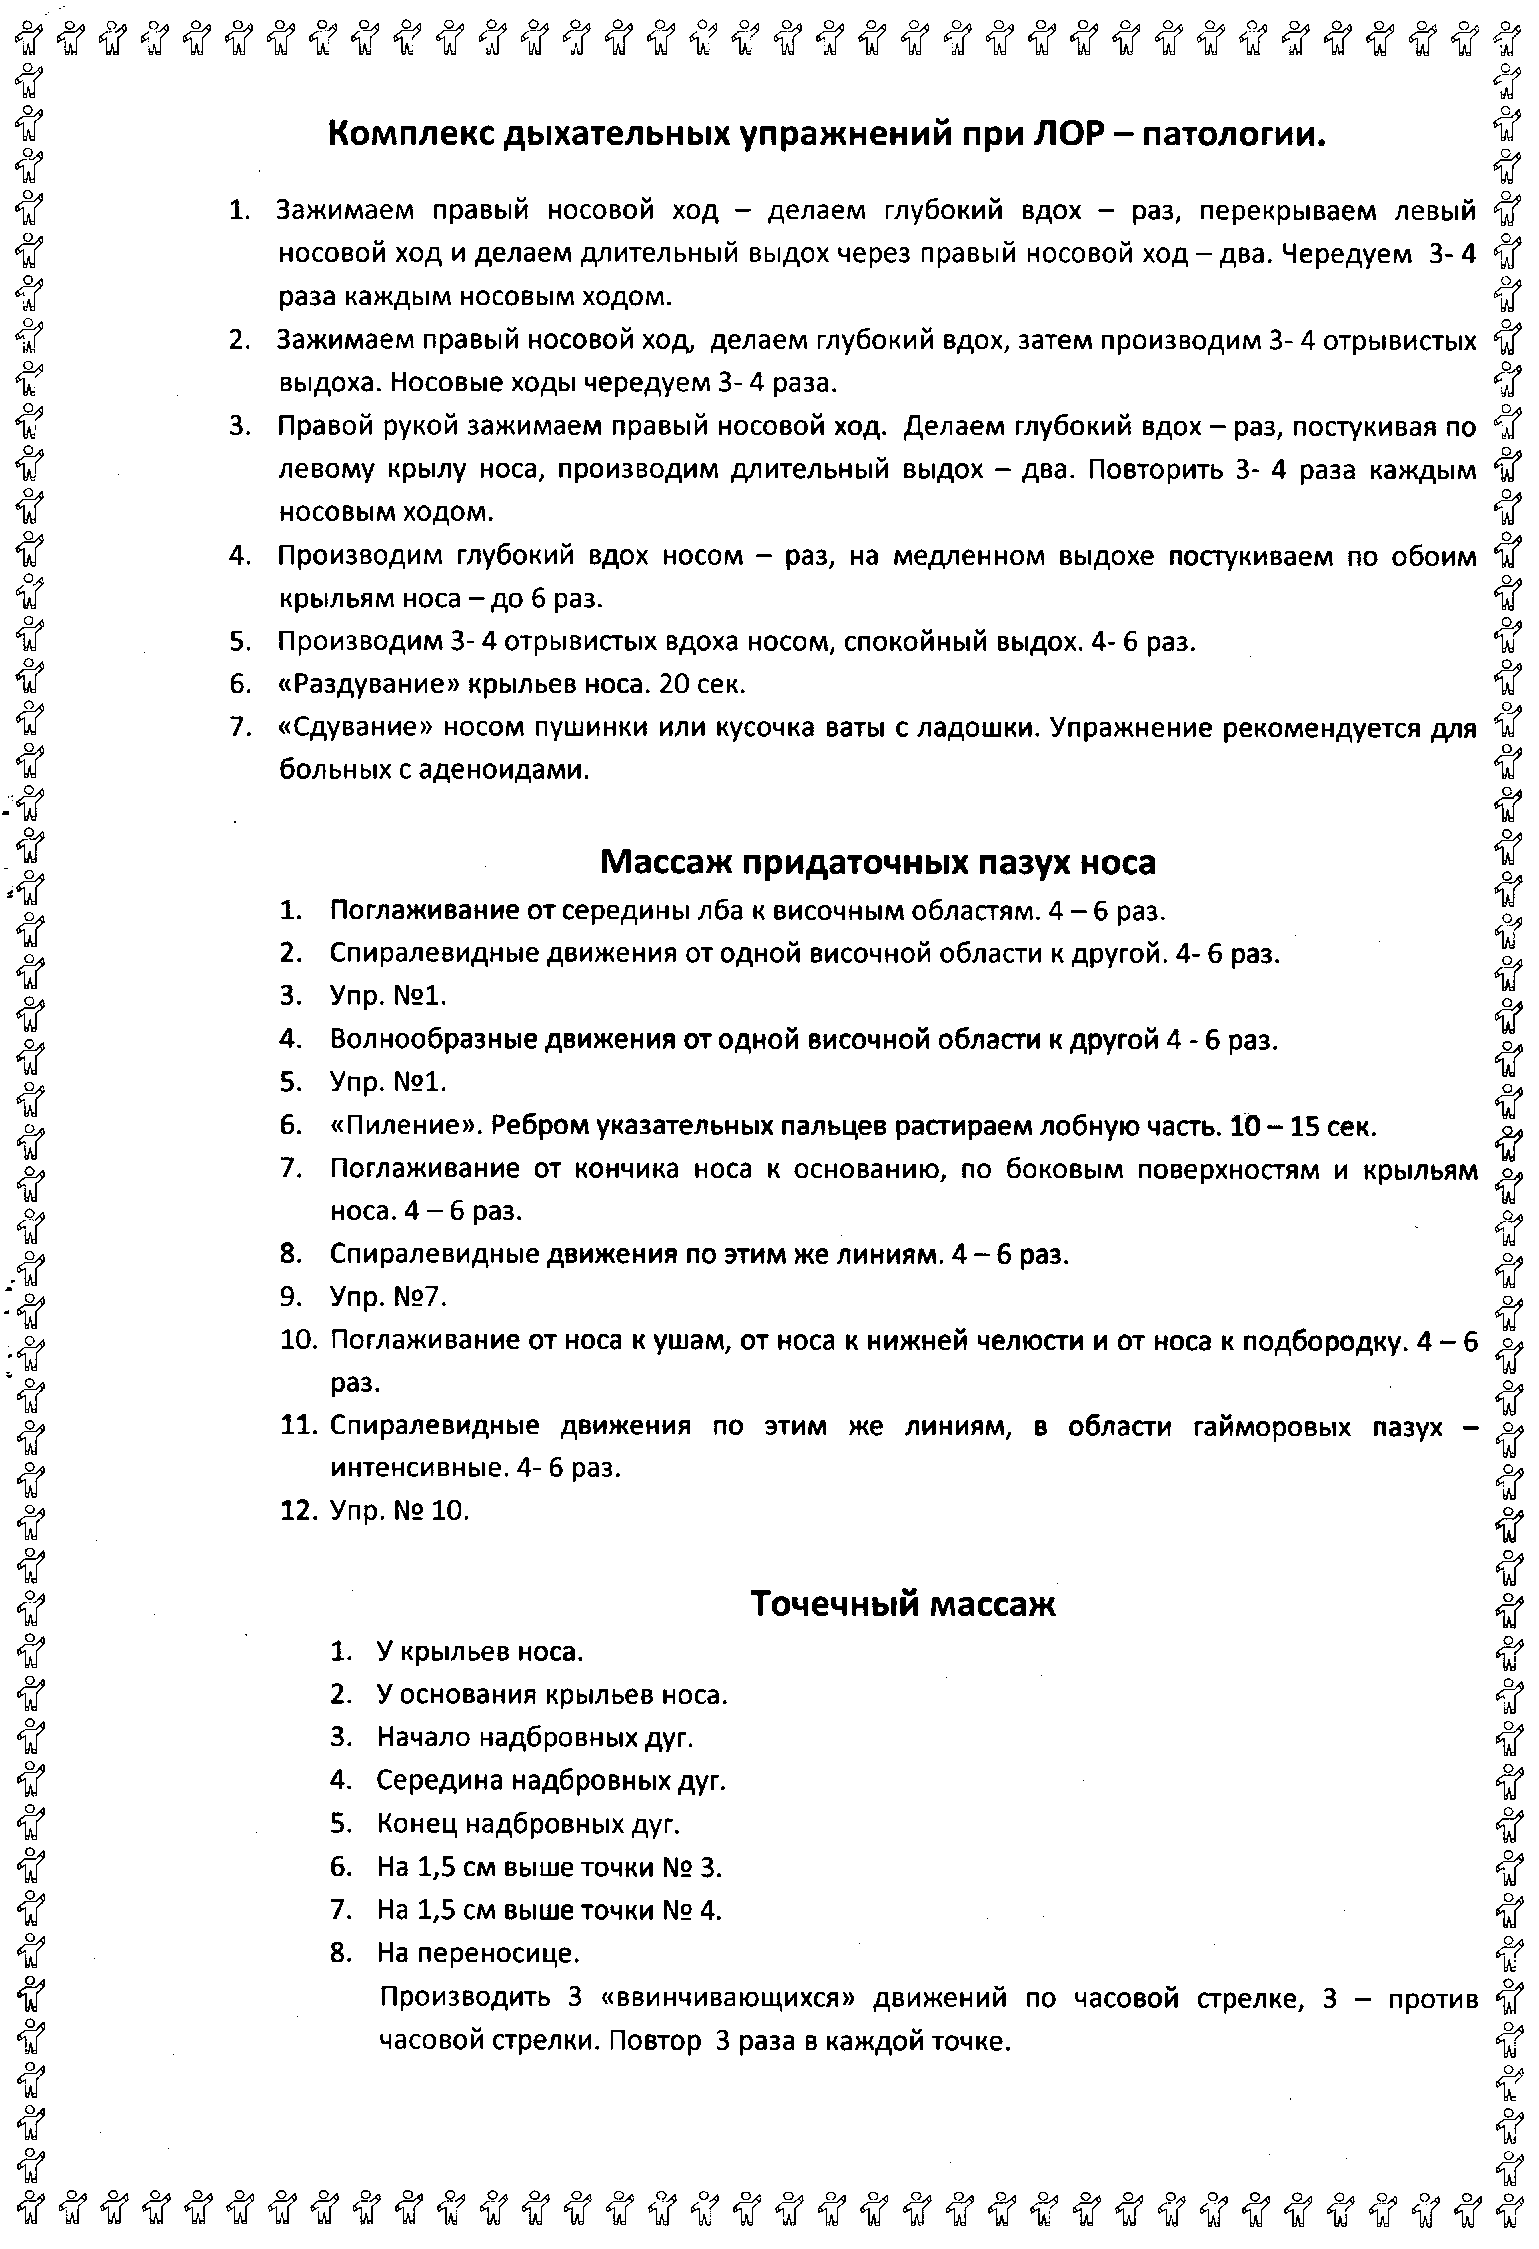 Комплекс дыхательных упражнений при ЛОР – патологии.
1. Зажимаем правый носовой ход – делаем глубокий вдох – раз, перекрываем левый
носовой ход и делаем длительный выдох через правый носовой ход – два. Чередуем 3- 4
раза каждым носовым ходом.
2. Зажимаем правый носовой ход, делаем глубокий вдох, затем производим 3- 4 отрывистых
выдоха. Носовые ходы чередуем 3- 4 раза.
3. Правой рукой зажимаем правый носовой ход. Делаем глубокий вдох – раз, постукивая по
левому крылу носа, производим длительный выдох – два. Повторить 3- 4 раза каждым
носовым ходом.
4. Производим глубокий вдох носом – раз, на медленном выдохе постукиваем по обоим
крыльям носа – до 6 раз.
5. Производим 3- 4 отрывистых вдоха носом, спокойный выдох. 4- 6 раз.
6. «Раздувание» крыльев носа. 20 сек.
7. «Сдувание» носом пушинки или кусочка ваты с ладошки. Упражнение рекомендуется для
больных с аденоидами.
Массаж придаточных пазух носа
1. Поглаживание от середины лба к височным областям. 4 – 6 раз.
2. Спиралевидные движения от одной височной области к другой. 4- 6 раз.
3. Упр. №1.
4. Волнообразные движения от одной височной области к другой 4 - 6 раз.
5. Упр. №1.
6. «Пиление». Ребром указательных пальцев растираем лобную часть. 10 – 15 сек.
7. Поглаживание от кончика носа к основанию, по боковым поверхностям и крыльям
носа. 4 – 6 раз.
8. Спиралевидные движения по этим же линиям. 4 – 6 раз.
9. Упр. №7.
10. Поглаживание от носа к ушам, от носа к нижней челюсти и от носа к подбородку. 4 – 6
раз.
11. Спиралевидные движения по этим же линиям, в области гайморовых пазух –
интенсивные. 4- 6 раз.
12. Упр. № 10.
Точечный массаж
1. У крыльев носа.
2. У основания крыльев носа.
3. Начало надбровных дуг.
4. Середина надбровных дуг.
5. Конец надбровных дуг.
6. На 1,5 см выше точки № 3.
7. На 1,5 см выше точки № 4.
8. На переносице.
Производить 3 «ввинчивающихся» движений по часовой стрелке, 3 – против
часовой стрелки. Повтор 3 раза в каждой точке.